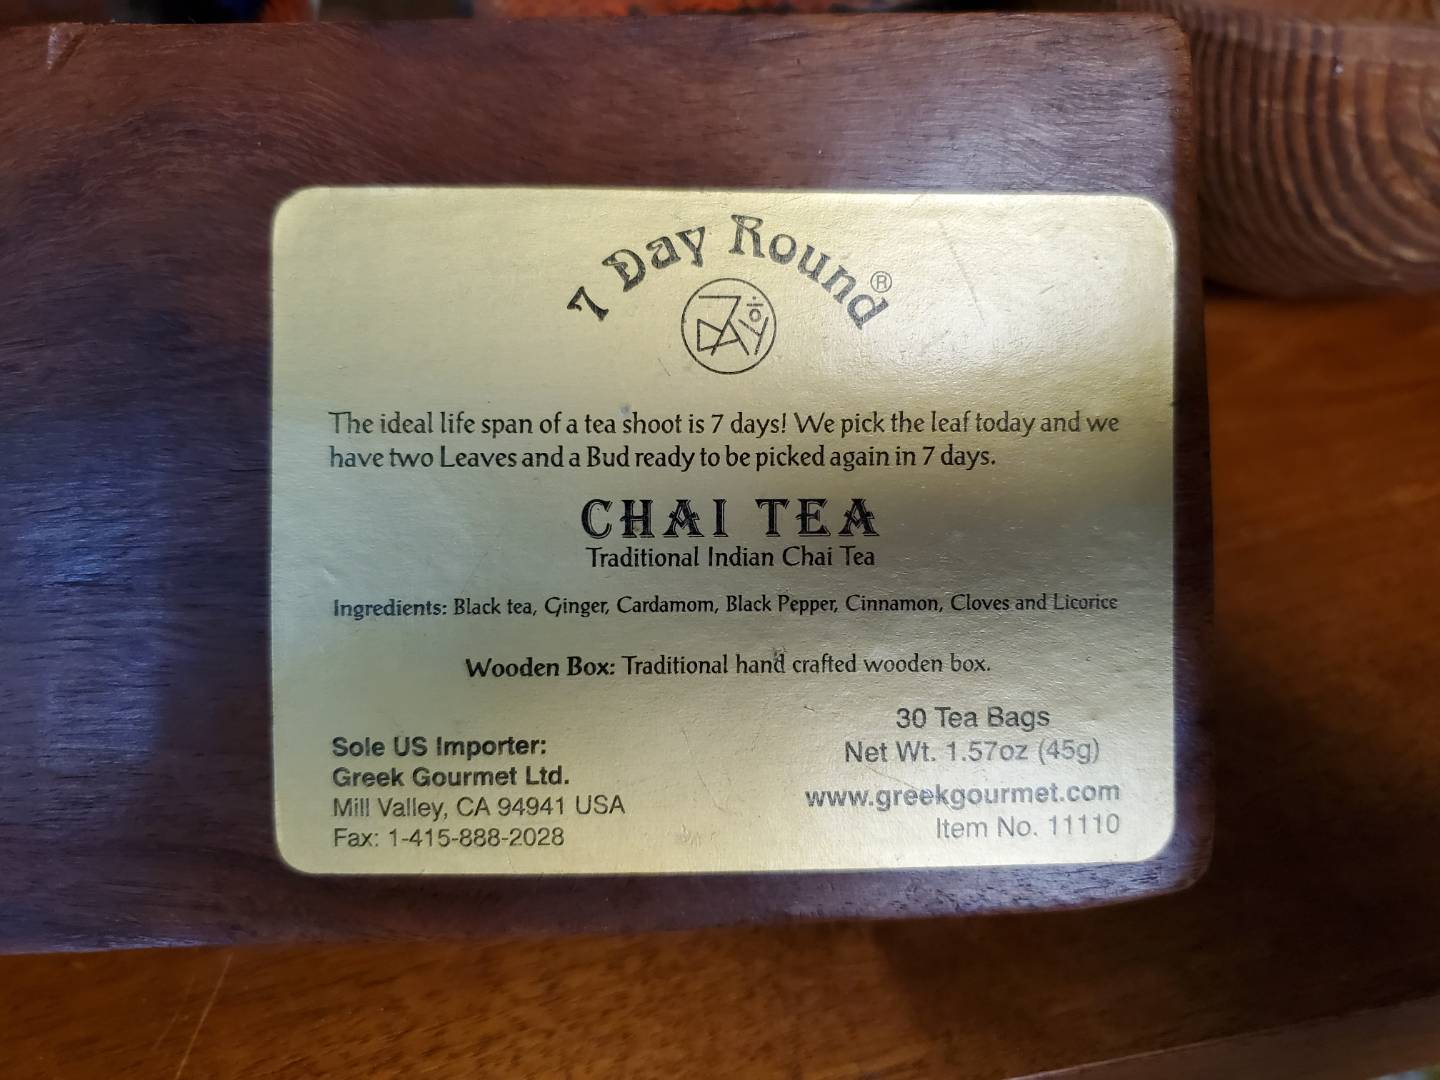 7 Day Round®
7 DAY
The ideal life span of a tea shoot is 7 days! We pick the leaf today and we
have two Leaves and a Bud ready to be picked again in 7 days.
CHAI TEA
Traditional Indian Chai Tea
Ingredients: Black tea, Ginger, Cardamom, Black Pepper, Cinnamon, Cloves and Licorice
Wooden Box: Traditional hand crafted wooden box.
30 Tea Bags
Net Wt. 1.57oz (45g)
www.greekgourmet.com
Item No. 11110
Sole US Importer:
Greek Gourmet Ltd.
Mill Valley, CA 94941 USA
Fax: 1-415-888-2028